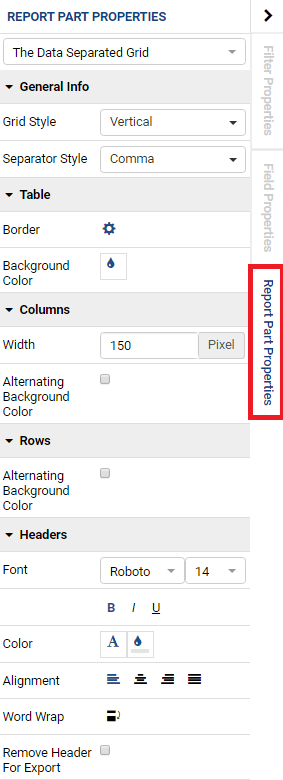 REPORT PART PROPERTIES
The Data Separated Grid
General Info
Grid Style Vertical
Separator Style Comma
Table
Border
Background
Color
Columns
Width 150 Pixel
Alternating
Background
Color
Rows
Alternating
Background
Color
Headers
Font Roboto 14
B I U
Color A
Alignment
Word Wrap
Remove Header
For Export
Filter Properties
Field Properties
Report Part Properties